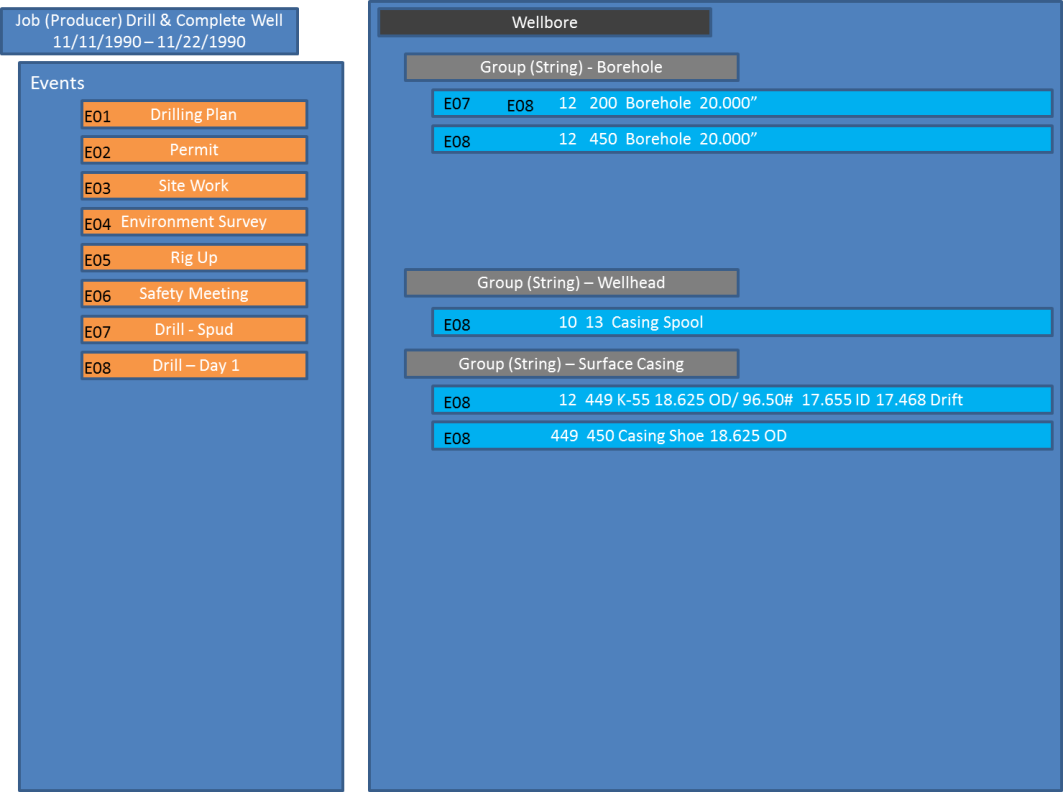 Job (Producer) Drill & Complete Well
11/11/1990 – 11/22/1990
Events
E01 Drilling Plan
E02 Permit
E03 Site Work
E04 Environment Survey
E05 Rig Up
E06 Safety Meeting
E07 Drill - Spud
E08 Drill – Day 1
Wellbore
Group (String) - Borehole
E07 E08 12 200 Borehole 20.000”
E08 12 450 Borehole 20.000”
Group (String) – Wellhead
E08 10 13 Casing Spool
Group (String) – Surface Casing
E08 12 449 K-55 18.625 OD/ 96.50# 17.655 ID 17.468 Drift
E08 449 450 Casing Shoe 18.625 OD